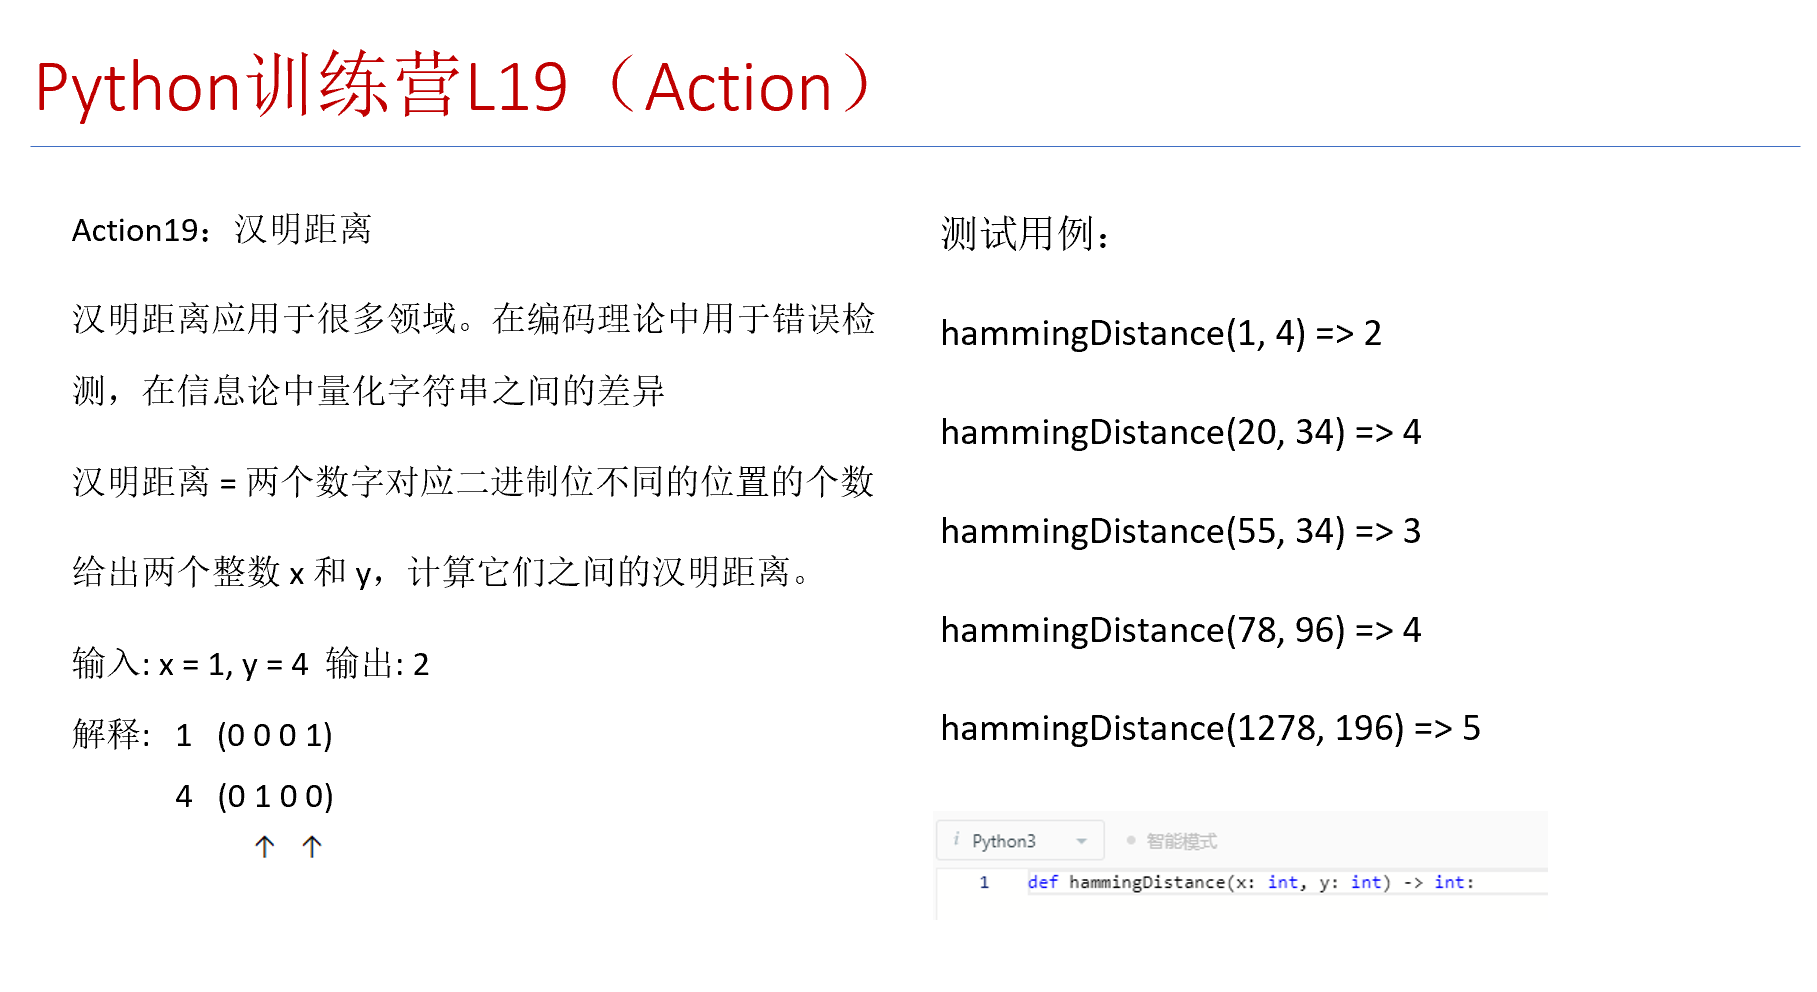 Python训练营L19（Action）
Action19：汉明距离
汉明距离应用于很多领域。在编码理论中用于错误检
测，在信息论中量化字符串之间的差异
汉明距离 = 两个数字对应二进制位不同的位置的个数
给出两个整数 x 和 y，计算它们之间的汉明距离。
输入: x = 1, y = 4 输出: 2
解释: 1 (0 0 0 1)
4 (0 1 0 0)
↑ ↑
测试用例：
hammingDistance(1, 4) => 2
hammingDistance(20, 34) => 4
hammingDistance(55, 34) => 3
hammingDistance(78, 96) => 4
hammingDistance(1278, 196) => 5
i Python3 智能模式
1 def hammingDistance(x: int, y: int) -> int: